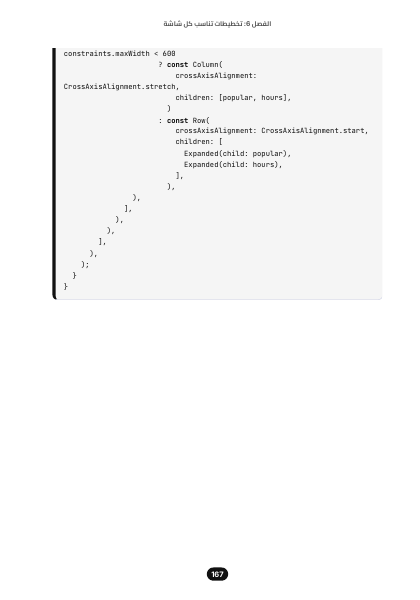 الفصل 6: تخطيطات تناسب كل شاشة
constraints.maxWidth < 600
                      ? const Column(
                          crossAxisAlignment:
CrossAxisAlignment.stretch,
                          children: [popular, hours],
                        )
                      : const Row(
                          crossAxisAlignment: CrossAxisAlignment.start,
                          children: [
                            Expanded(child: popular),
                            Expanded(child: hours),
                          ],
                        ),
                ),
              ],
            ),
          ),
        ],
      ),
    );
  }
}
167